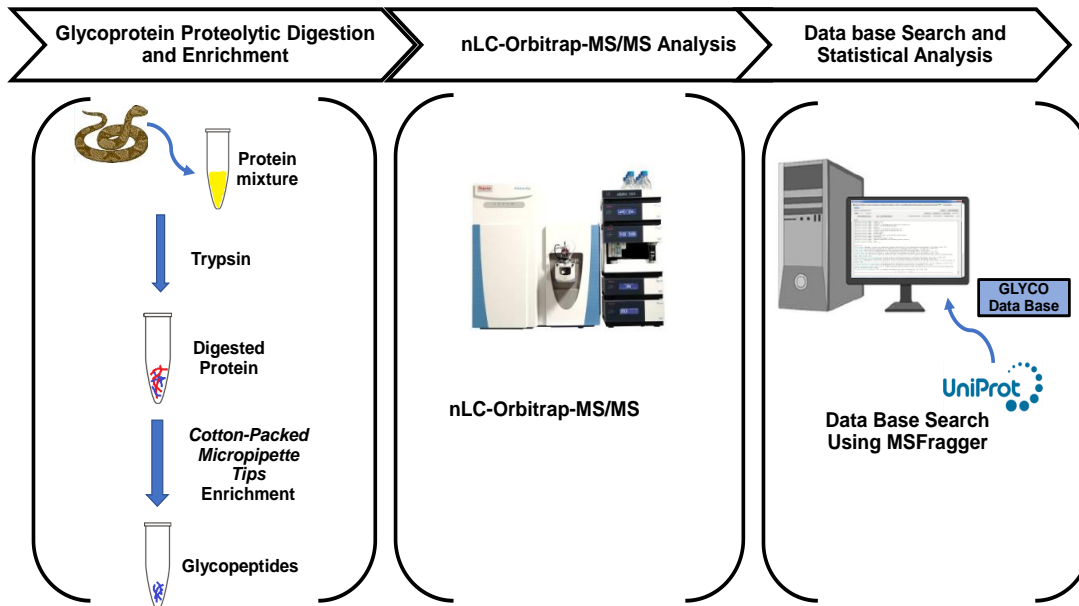 Glycoprotein Proteolytic Digestion
and Enrichment
nLC-Orbitrap-MS/MS Analysis
Data base Search and
Statistical Analysis
Protein
mixture
Trypsin
Digested
Protein
Cotton-Packed
Micropipette
Tips
Enrichment
Glycopeptides
nLC-Orbitrap-MS/MS
GLYCO
Data Base
UniProt
Data Base Search
Using MSFragger